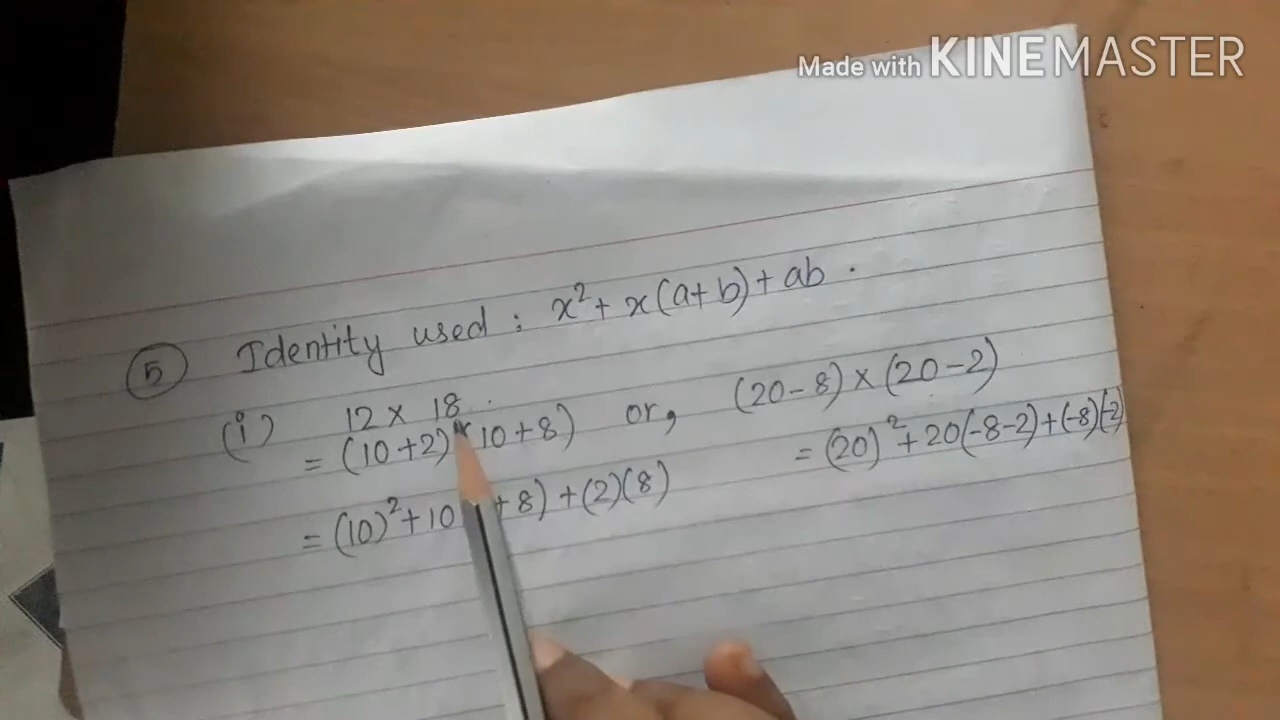 Made with KINEMASTER
⑤ Identity used : x² + x(a+b) + ab .
(i) 12 × 18 or, (20-8) × (20-2)
= (10+2) × (10+8) = (20)² + 20(-8-2) + (-8)(-2)
= (10)² + 10 +8) + (2)(8)